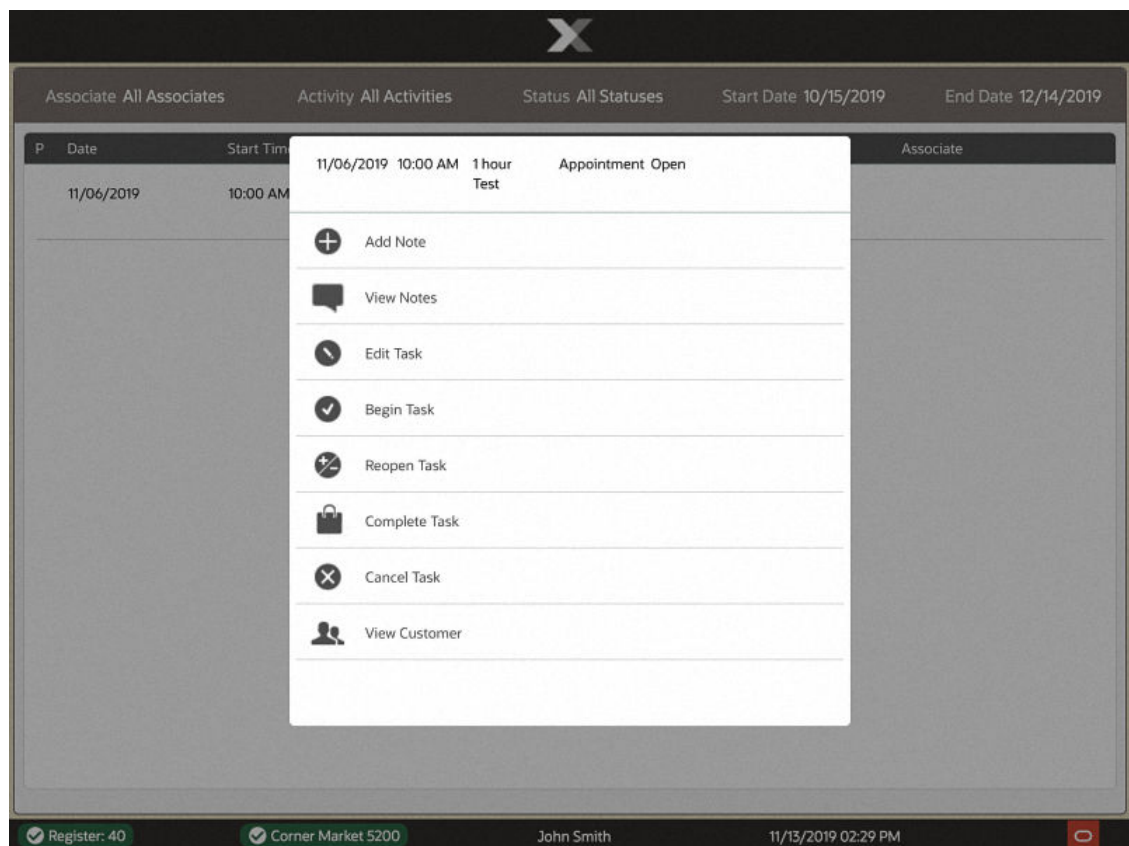 Associate All Associates Activity All Activities Status All Statuses Start Date 10/15/2019 End Date 12/14/2019
P Date Start Time Associate
11/06/2019 10:00 AM 1 hour Appointment Open
Test
11/06/2019 10:00 AM
Add Note
View Notes
Edit Task
Begin Task
Reopen Task
Complete Task
Cancel Task
View Customer
Register: 40 Corner Market 5200 John Smith 11/13/2019 02:29 PM